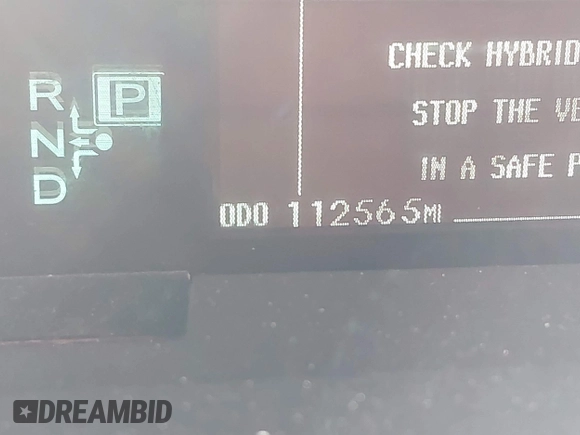 R P
N
D
CHECK HYBRID
STOP THE
IN A SAFE
ODO 112565MI
DREAMBID